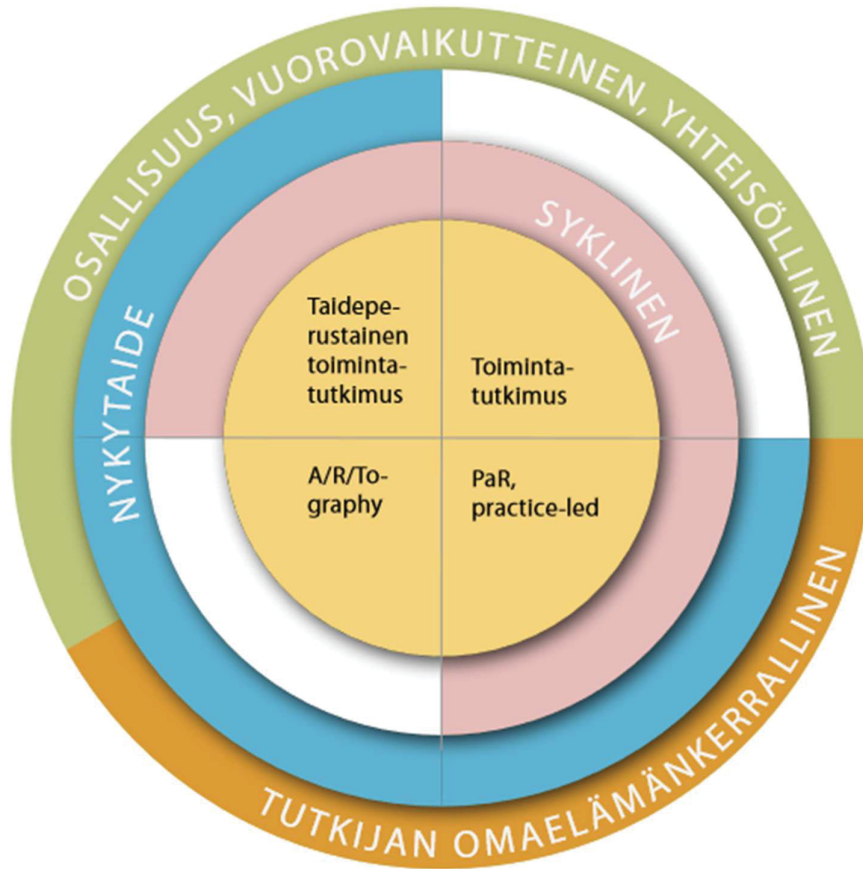 OSALLISUUS, VUOROVAIKUTTEINEN, YHTEISÖLLINEN
NYKYTAIDE
SYKLINEN
Taidepe-
rustainen
toiminta-
tutkimus
Toiminta-
tutkimus
A/R/To-
graphy
PaR,
practice-led
TUTKIJAN OMAELÄMÄNKERRALLINEN